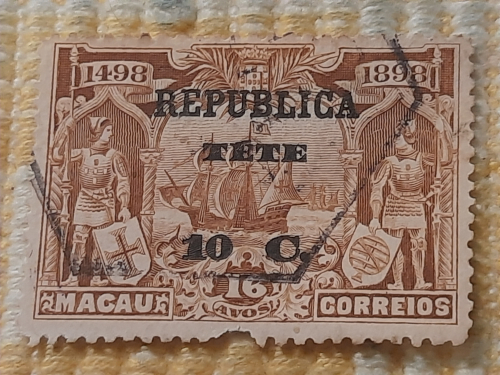 1498 1898
REPUBLICA
TETE
10 C.
16
MACAU AVOS CORREIOS